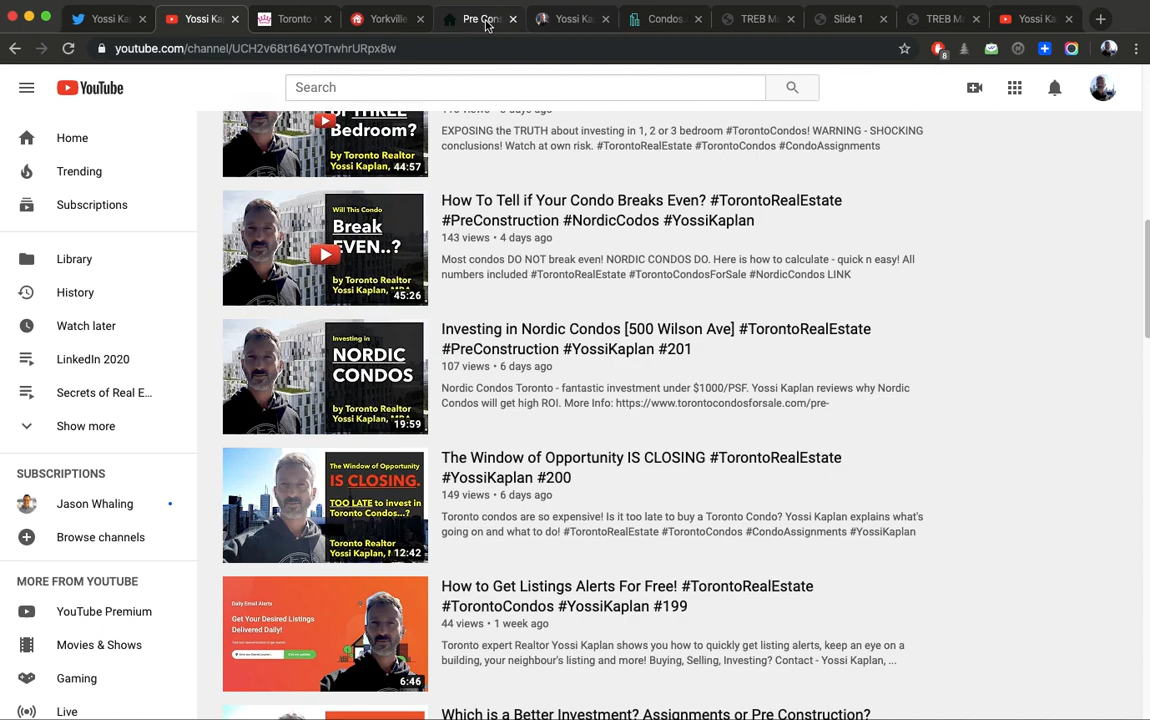 Yossi Ka
Yossi Ka
Toronto
Yorkville
Pre Cons
Yossi Ka
Condos.
TREB M
Slide 1
TREB M
Yossi Ka
youtube.com/channel/UCH2v68t164YOTrwhrURpx8w
8
YouTube
Search
Home
Trending
Subscriptions
Library
History
Watch later
LinkedIn 2020
Secrets of Real E...
Show more
SUBSCRIPTIONS
Jason Whaling
Browse channels
MORE FROM YOUTUBE
YouTube Premium
Movies & Shows
Gaming
Live
of THREE
Bedroom?
by Toronto Realtor
Yossi Kaplan,
44:57
EXPOSING the TRUTH about investing in 1, 2 or 3 bedroom #TorontoCondos! WARNING - SHOCKING
conclusions! Watch at own risk. #TorontoRealEstate #TorontoCondos #CondoAssignments
Will This Condo
Break
EVEN..?
by Toronto Realtor
Yossi Kaplan, MBA
45:26
How To Tell if Your Condo Breaks Even? #TorontoRealEstate
#PreConstruction #NordicCodos #YossiKaplan
143 views • 4 days ago
Most condos DO NOT break even! NORDIC CONDOS DO. Here is how to calculate - quick n easy! All
numbers included #TorontoRealEstate #TorontoCondosForSale #NordicCondos LINK
Investing in
NORDIC
CONDOS
by Toronto Realtor
Yossi Kaplan, MBA
19:59
Investing in Nordic Condos [500 Wilson Ave] #TorontoRealEstate
#PreConstruction #YossiKaplan #201
107 views • 6 days ago
Nordic Condos Toronto - fantastic investment under $1000/PSF. Yossi Kaplan reviews why Nordic
Condos will get high ROI. More Info: https://www.torontocondosforsale.com/pre-
The Window of Opportunity
IS CLOSING.
TOO LATE to invest in
Toronto Condos...?
Toronto Realtor
Yossi Kaplan, M
12:42
The Window of Opportunity IS CLOSING #TorontoRealEstate
#YossiKaplan #200
149 views • 6 days ago
Toronto condos are so expensive! Is it too late to buy a Toronto Condo? Yossi Kaplan explains what's
going on and what to do! #TorontoRealEstate #TorontoCondos #CondoAssignments #YossiKaplan
Daily Email Alerts
Get Your Desired Listings
Delivered Daily!
6:46
How to Get Listings Alerts For Free! #TorontoRealEstate
#TorontoCondos #YossiKaplan #199
44 views • 1 week ago
Toronto expert Realtor Yossi Kaplan shows you how to quickly get listing alerts, keep an eye on a
building, your neighbour's listing and more! Buying, Selling, Investing? Contact - Yossi Kaplan, ...
Which is a Better Investment? Assignments or Pre Construction?